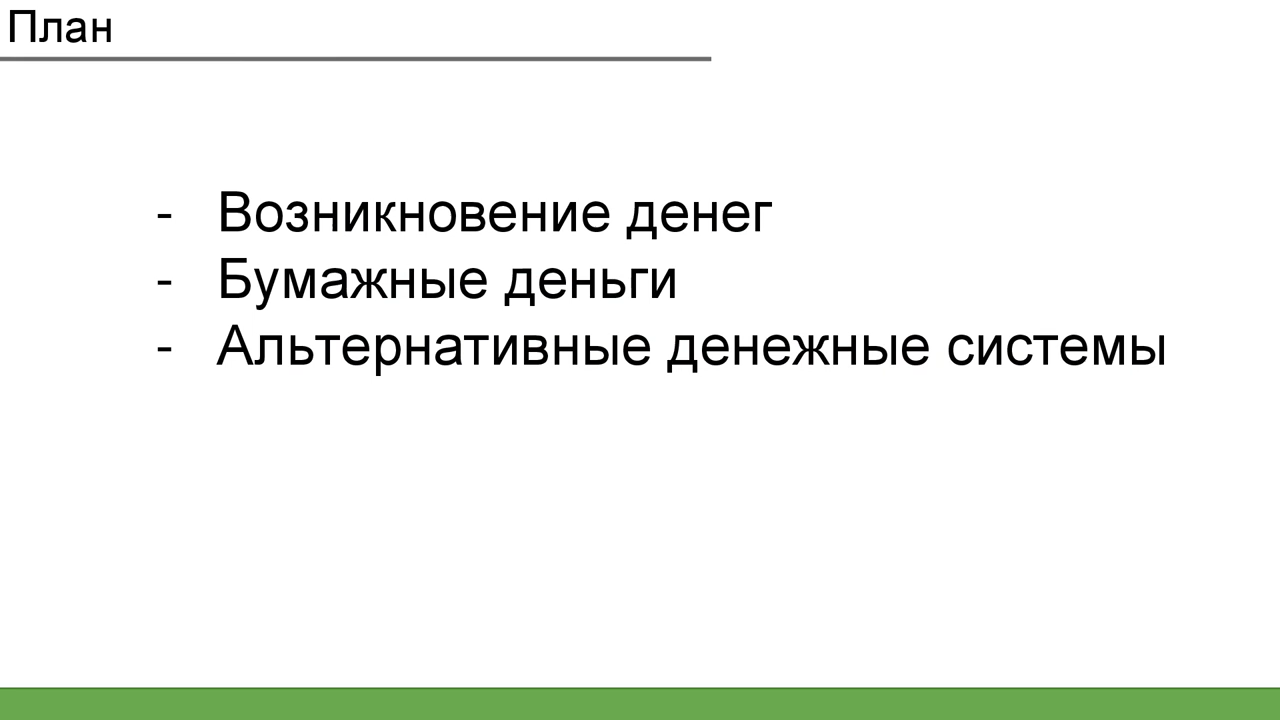 План
- Возникновение денег
- Бумажные деньги
- Альтернативные денежные системы